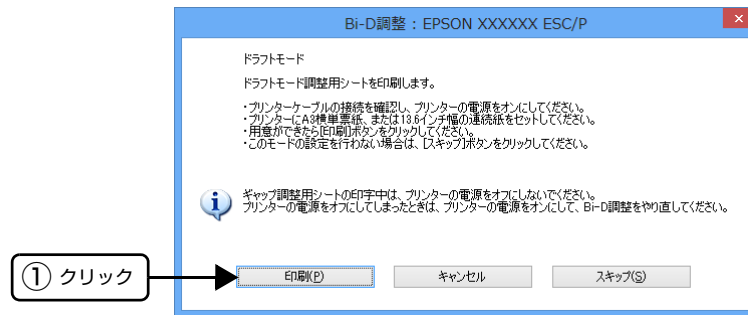 Bi-D調整：EPSON XXXXXX ESC/P
×
ドラフトモード
ドラフトモード調整用シートを印刷します。
・プリンターケーブルの接続を確認し、プリンターの電源をオンにしてください。
・プリンターにA3横単票紙、または13.6インチ幅の連続紙をセットしてください。
・用意ができたら[印刷]ボタンをクリックしてください。
・このモードの設定を行わない場合は、[スキップ]ボタンをクリックしてください。
ギャップ調整用シートの印字中は、プリンターの電源をオフにしないでください。
プリンターの電源をオフにしてしまったときは、プリンターの電源をオンにして、Bi-D調整をやり直してください。
① クリック
印刷(P) キャンセル スキップ(S)